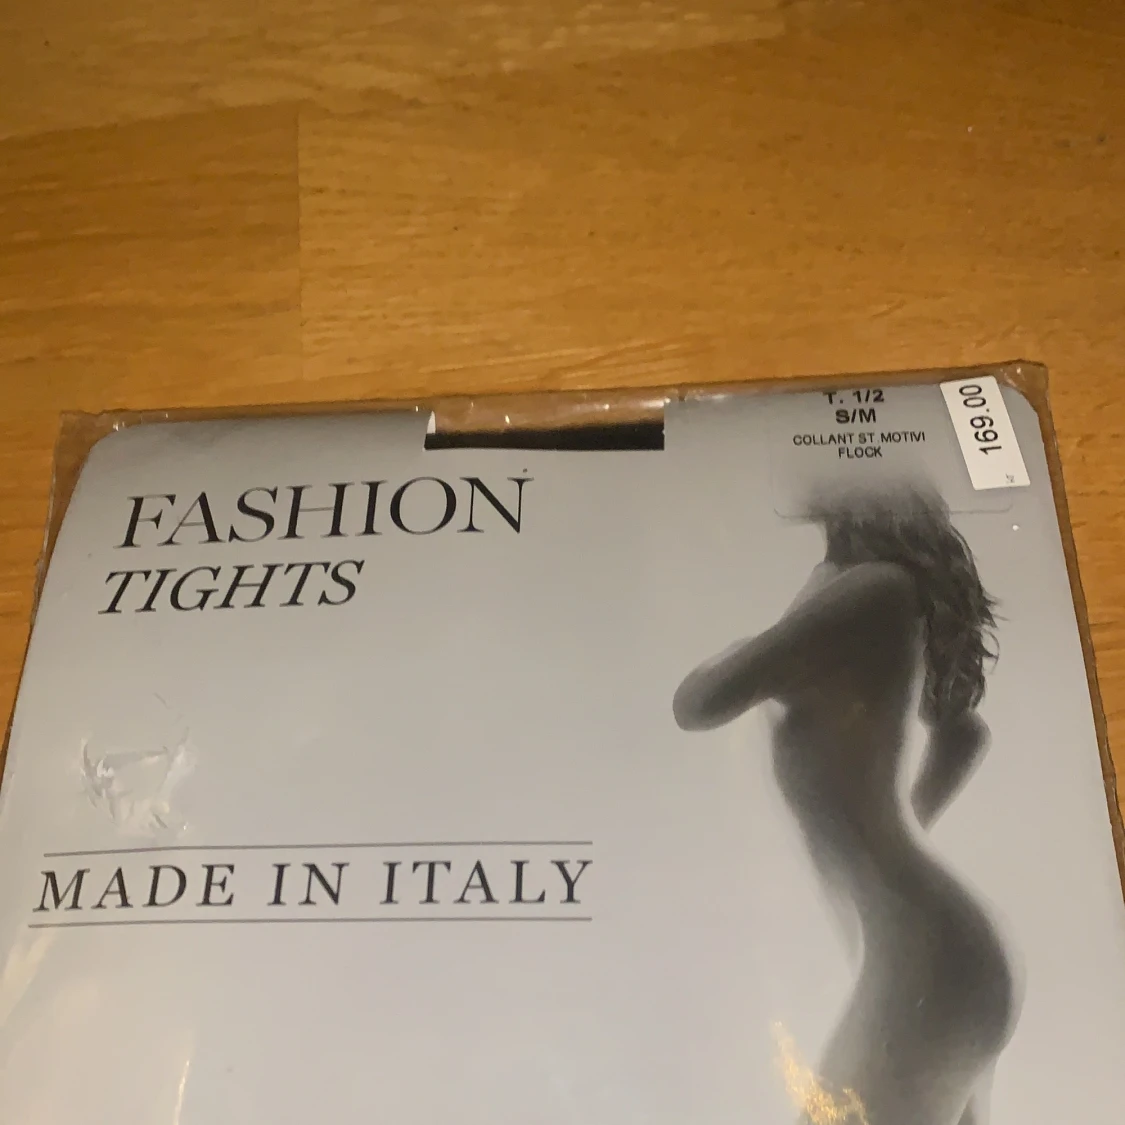 T. 1/2
S/M
COLLANT ST.MOTIVI
FLOCK
169.00
FASHION
TIGHTS
MADE IN ITALY